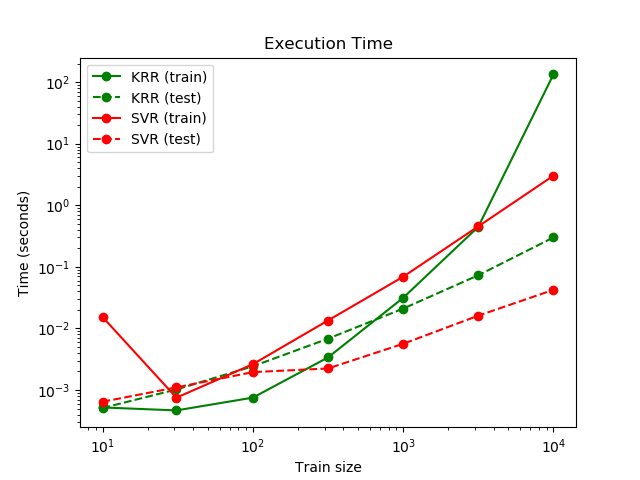 Execution Time
KRR (train)
KRR (test)
SVR (train)
SVR (test)
Time (seconds)
10²
10¹
10⁰
10⁻¹
10⁻²
10⁻³
10¹ 10² 10³ 10⁴
Train size